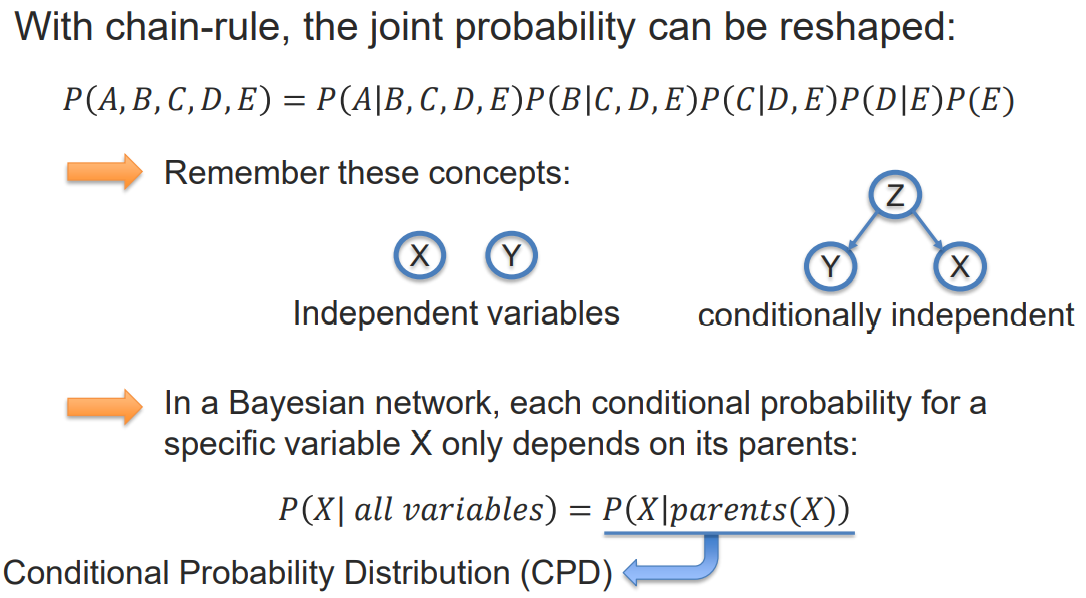 With chain-rule, the joint probability can be reshaped:
P(A, B, C, D, E) = P(A|B, C, D, E)P(B|C, D, E)P(C|D, E)P(D|E)P(E)
Remember these concepts:
X
Y
Independent variables
Z
Y
X
conditionally independent
In a Bayesian network, each conditional probability for a
specific variable X only depends on its parents:
P(X| all variables) = P(X|parents(X))
Conditional Probability Distribution (CPD)